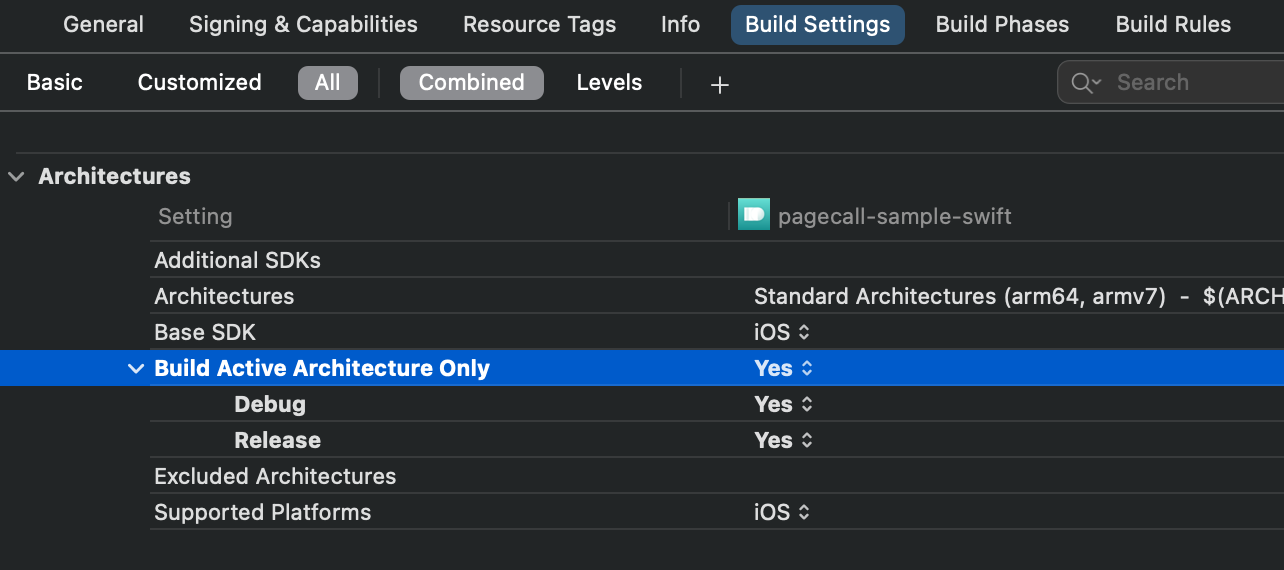 General Signing & Capabilities Resource Tags Info Build Settings Build Phases Build Rules
Basic Customized All Combined Levels + Search
Architectures
Setting pagecall-sample-swift
Additional SDKs
Architectures Standard Architectures (arm64, armv7) - $(ARCH
Base SDK iOS
Build Active Architecture Only Yes
Debug Yes
Release Yes
Excluded Architectures
Supported Platforms iOS